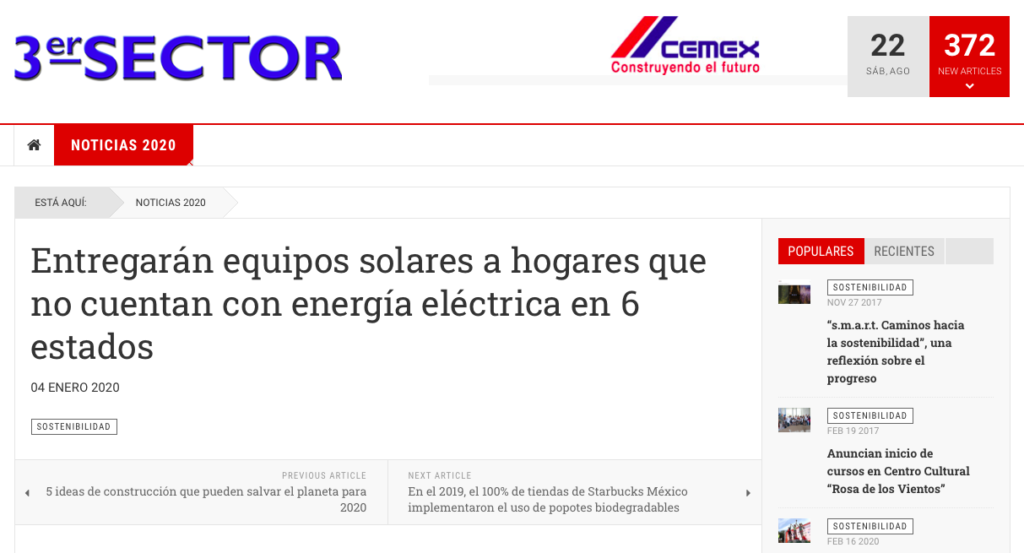 3erSECTOR
CEMEX
Construyendo el futuro
22
SÁB, AGO
372
NEW ARTICLES
NOTICIAS 2020
ESTÁ AQUÍ:
NOTICIAS 2020
Entregarán equipos solares a hogares que
no cuentan con energía eléctrica en 6
estados
04 ENERO 2020
SOSTENIBILIDAD
PREVIOUS ARTICLE
5 ideas de construcción que pueden salvar el planeta para
2020
NEXT ARTICLE
En el 2019, el 100% de tiendas de Starbucks México
implementaron el uso de popotes biodegradables
POPULARES
RECIENTES
SOSTENIBILIDAD
NOV 27 2017
“s.m.a.r.t. Caminos hacia
la sostenibilidad”, una
reflexión sobre el
progreso
SOSTENIBILIDAD
FEB 19 2017
Anuncian inicio de
cursos en Centro Cultural
“Rosa de los Vientos”
SOSTENIBILIDAD
FEB 16 2020